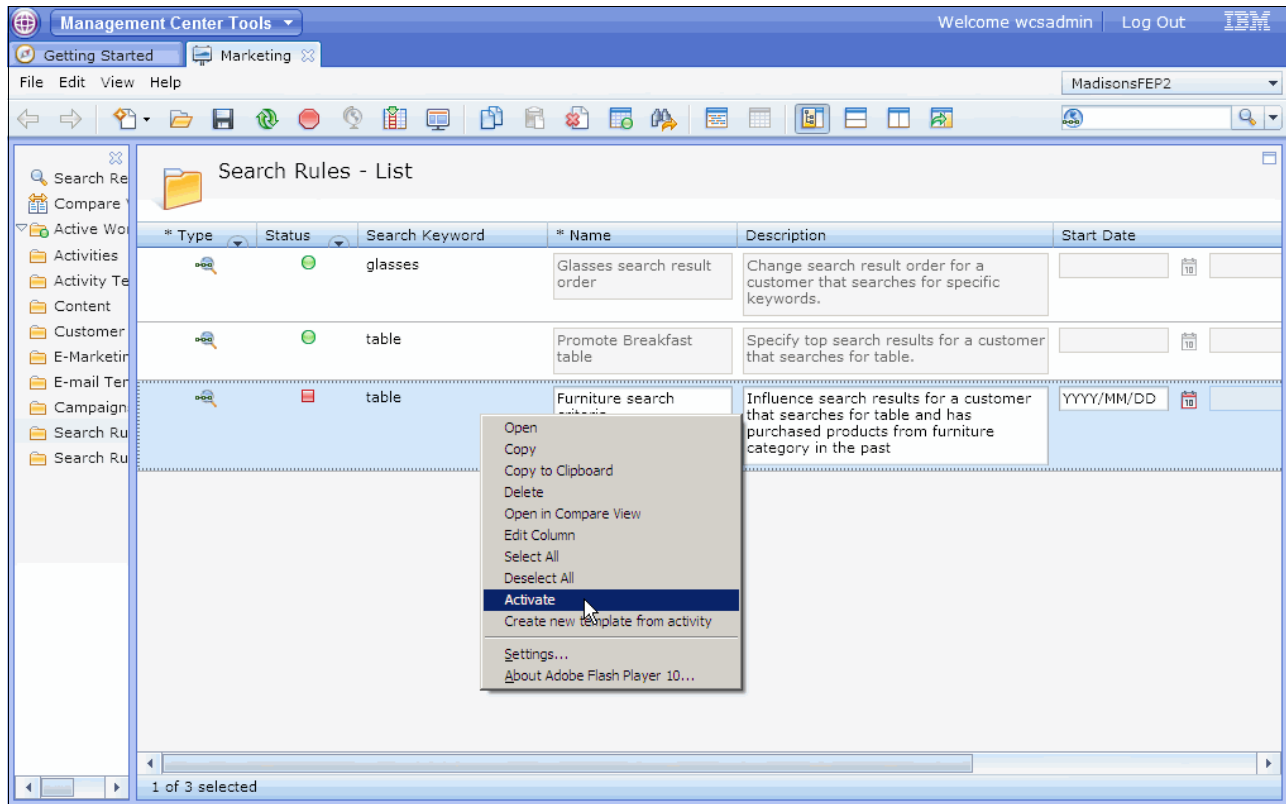 Management Center Tools
Welcome wcsadmin
Log Out
IBM
Getting Started
Marketing
File Edit View Help
MadisonsFEP2
Search Re
Compare
Active Wor
Activities
Activity Te
Content
Customer
E-Marketin
E-mail Tem
Campaign
Search Ru
Search Ru
Search Rules - List
* Type
Status
Search Keyword
* Name
Description
Start Date
glasses
Glasses search result
order
Change search result order for a
customer that searches for specific
keywords.
10
table
Promote Breakfast
table
Specify top search results for a customer
that searches for table.
10
table
Furniture search
Influence search results for a customer
that searches for table and has
purchased products from furniture
category in the past
YYYY/MM/DD
10
Open
Copy
Copy to Clipboard
Delete
Open in Compare View
Edit Column
Select All
Deselect All
Activate
Create new template from activity
Settings...
About Adobe Flash Player 10...
1 of 3 selected